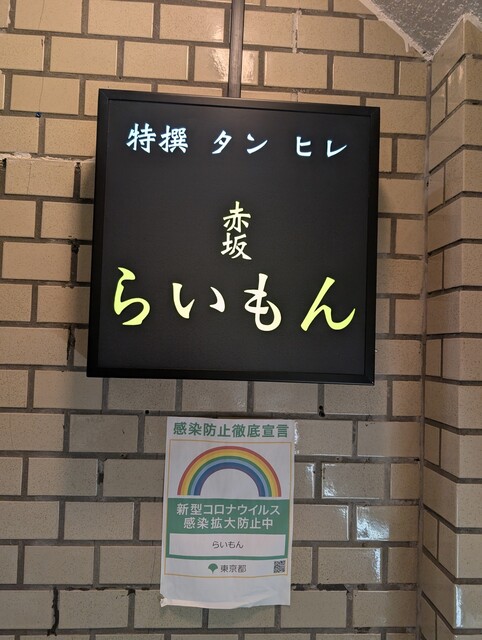 特撰 タン ヒレ
赤坂
らいもん
感染防止徹底宣言
新型コロナウイルス
感染拡大防止中
らいもん
東京都